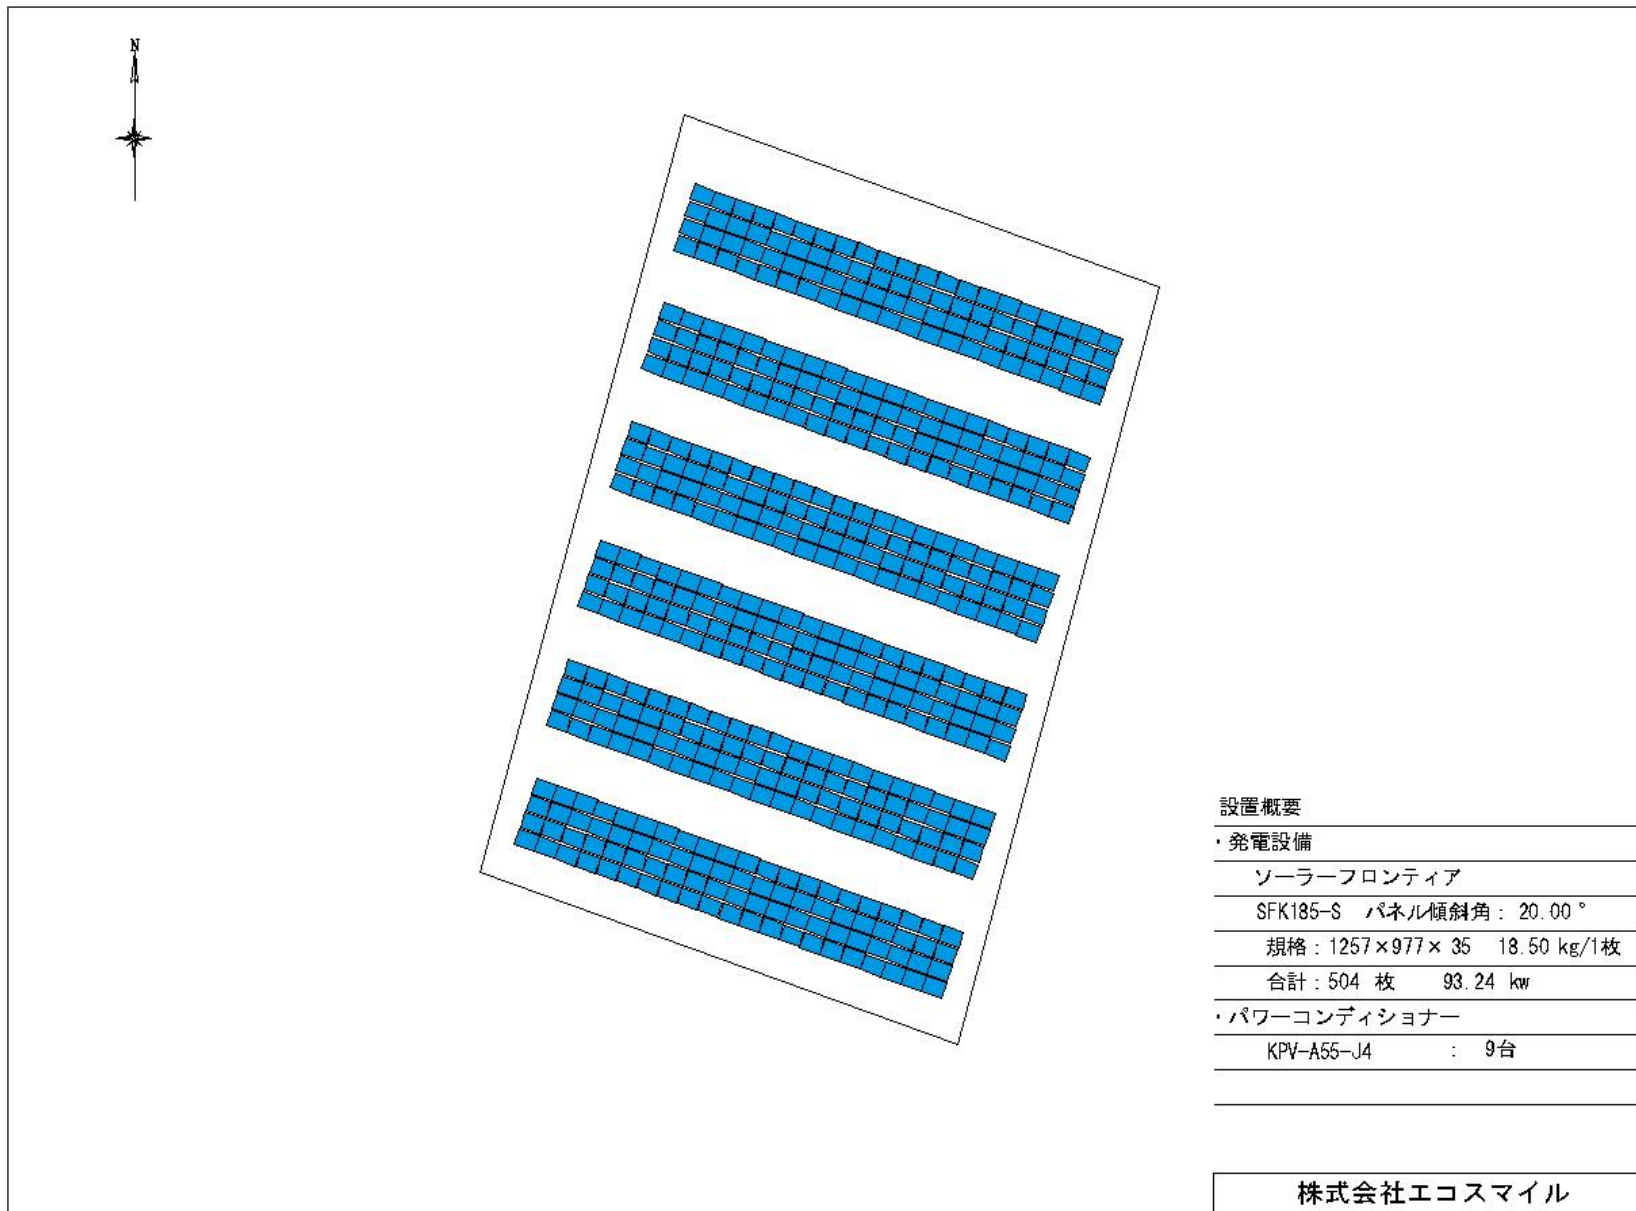 N
設置概要
・発電設備
ソーラーフロンティア
SFK185-S パネル傾斜角：20.00°
規格：1257×977× 35 18.50 kg/1枚
合計：504 枚 93.24 kw
・パワーコンディショナー
KPV-A55-J4 ： 9台
株式会社エコスマイル